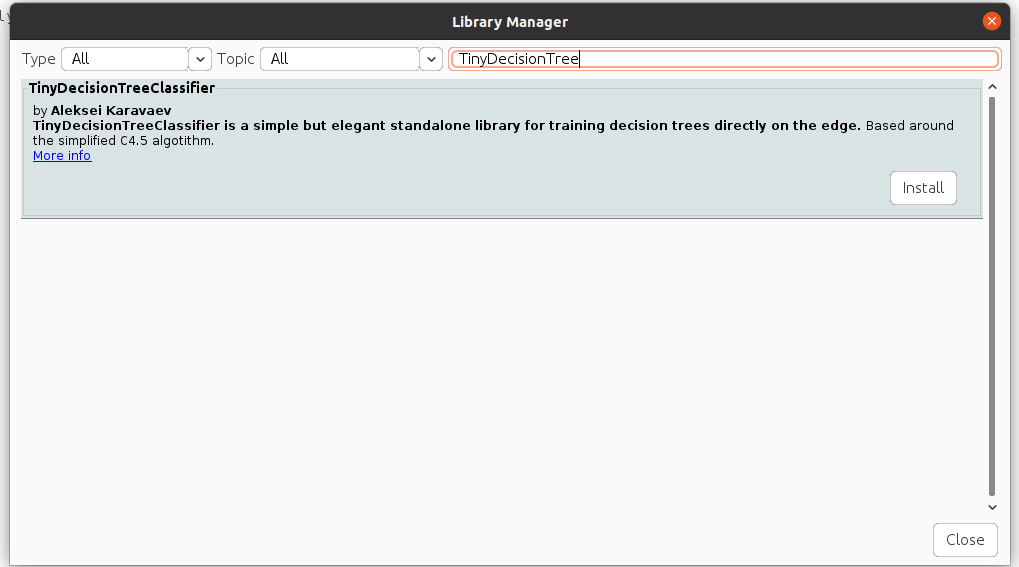 Library Manager
Type All Topic All TinyDecisionTree
TinyDecisionTreeClassifier
by Aleksei Karavaev
TinyDecisionTreeClassifier is a simple but elegant standalone library for training decision trees directly on the edge. Based around
the simplified C4.5 algotithm.
More info
Install
Close